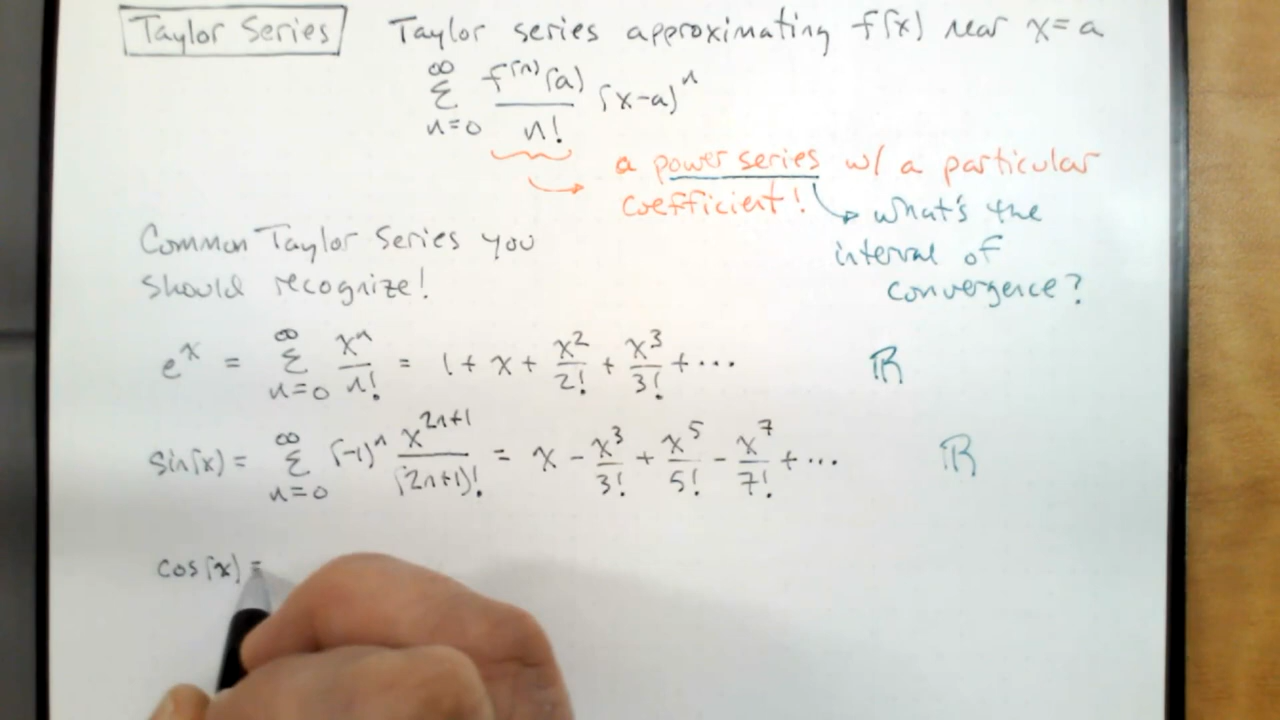 Taylor Series
Taylor series approximating f(x) near x=a
∞ Σ n=0 f^(n)(a) / n! (x-a)^n
a power series w/ a particular
coefficient!
what's the
interval of
convergence?
Common Taylor Series you
should recognize!
e^x = ∞ Σ n=0 x^n / n! = 1 + x + x^2/2! + x^3/3! + ... ℝ
sin(x) = ∞ Σ n=0 (-1)^n x^(2n+1) / (2n+1)! = x - x^3/3! + x^5/5! - x^7/7! + ... ℝ
cos(x) =